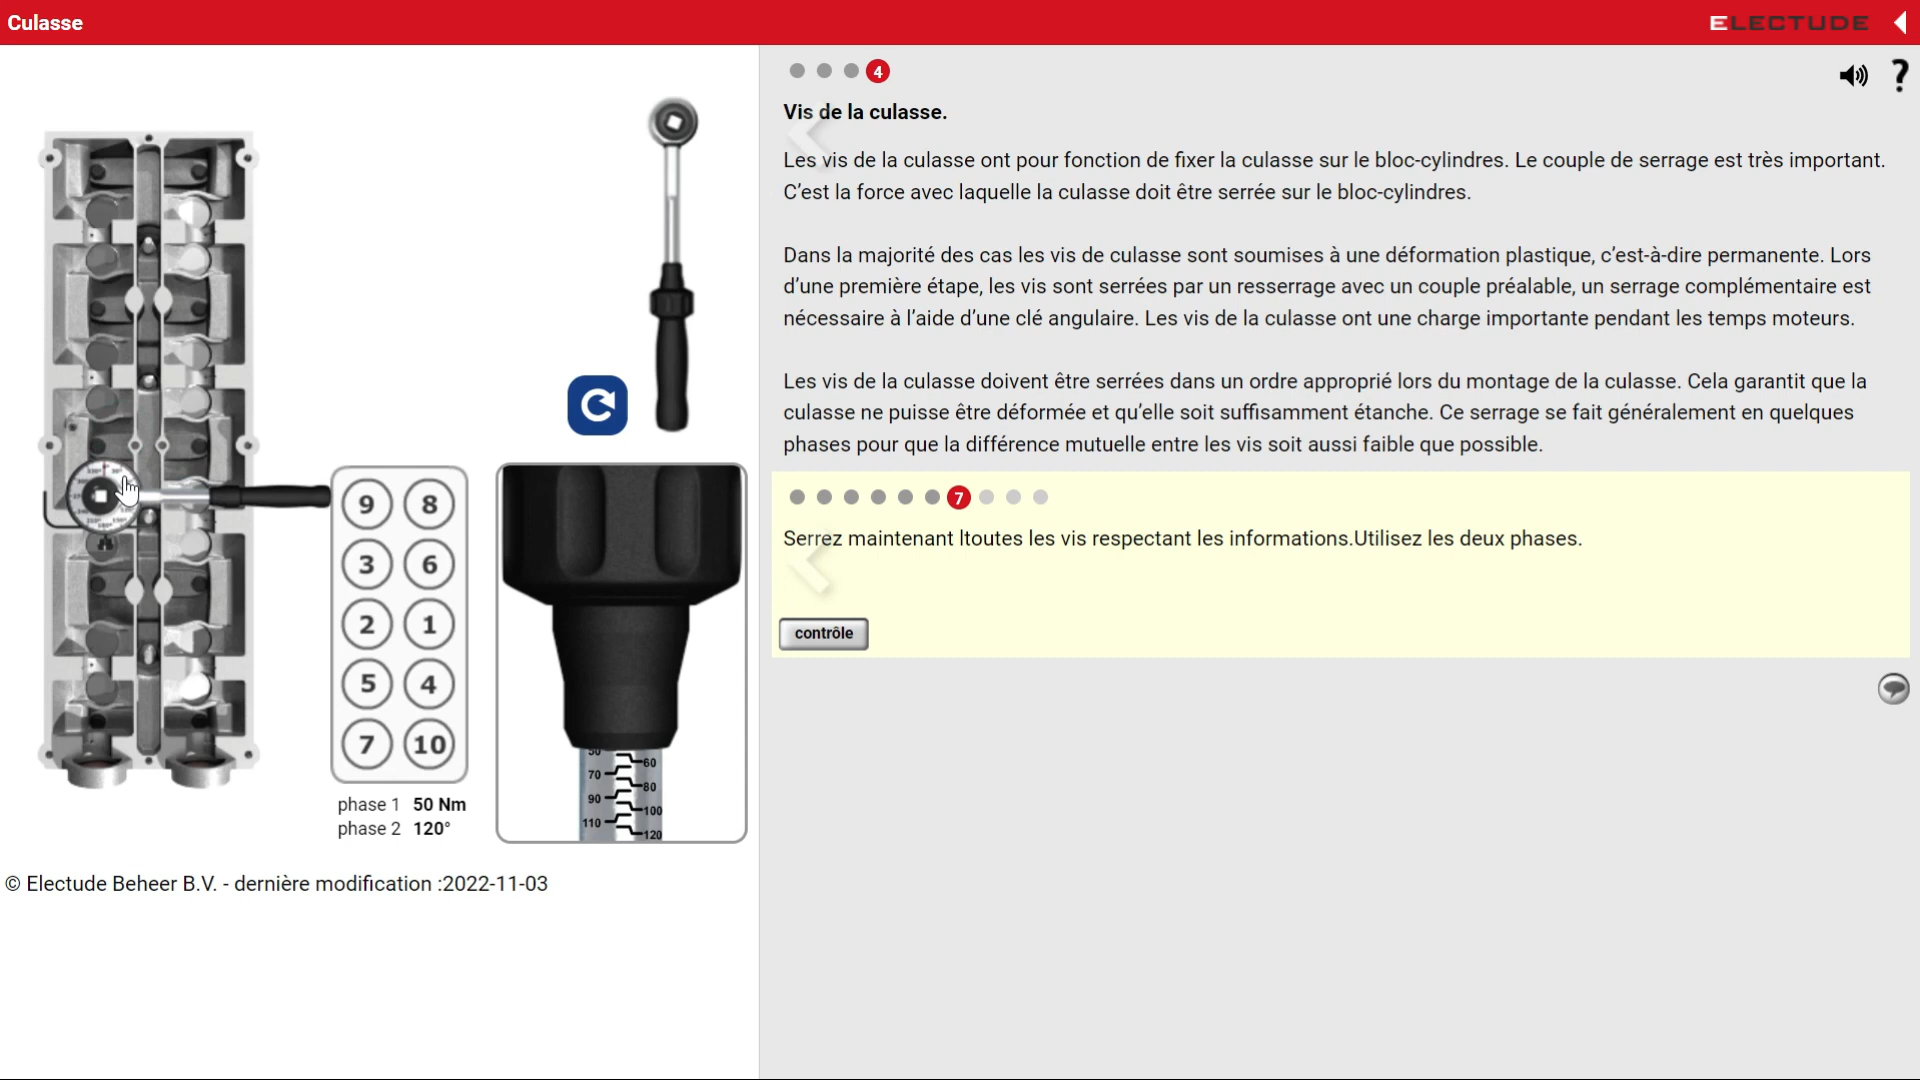 Culasse
ELECTUDE
4
Vis de la culasse.
Les vis de la culasse ont pour fonction de fixer la culasse sur le bloc-cylindres. Le couple de serrage est très important.
C’est la force avec laquelle la culasse doit être serrée sur le bloc-cylindres.
Dans la majorité des cas les vis de culasse sont soumises à une déformation plastique, c’est-à-dire permanente. Lors
d’une première étape, les vis sont serrées par un resserrage avec un couple préalable, un serrage complémentaire est
nécessaire à l’aide d’une clé angulaire. Les vis de la culasse ont une charge importante pendant les temps moteurs.
Les vis de la culasse doivent être serrées dans un ordre approprié lors du montage de la culasse. Cela garantit que la
culasse ne puisse être déformée et qu’elle soit suffisamment étanche. Ce serrage se fait généralement en quelques
phases pour que la différence mutuelle entre les vis soit aussi faible que possible.
7
Serrez maintenant ltoutes les vis respectant les informations.Utilisez les deux phases.
contrôle
9 8
3 6
2 1
5 4
7 10
phase 1 50 Nm
phase 2 120°
50
60
70
80
90
100
110
120
© Electude Beheer B.V. - dernière modification :2022-11-03